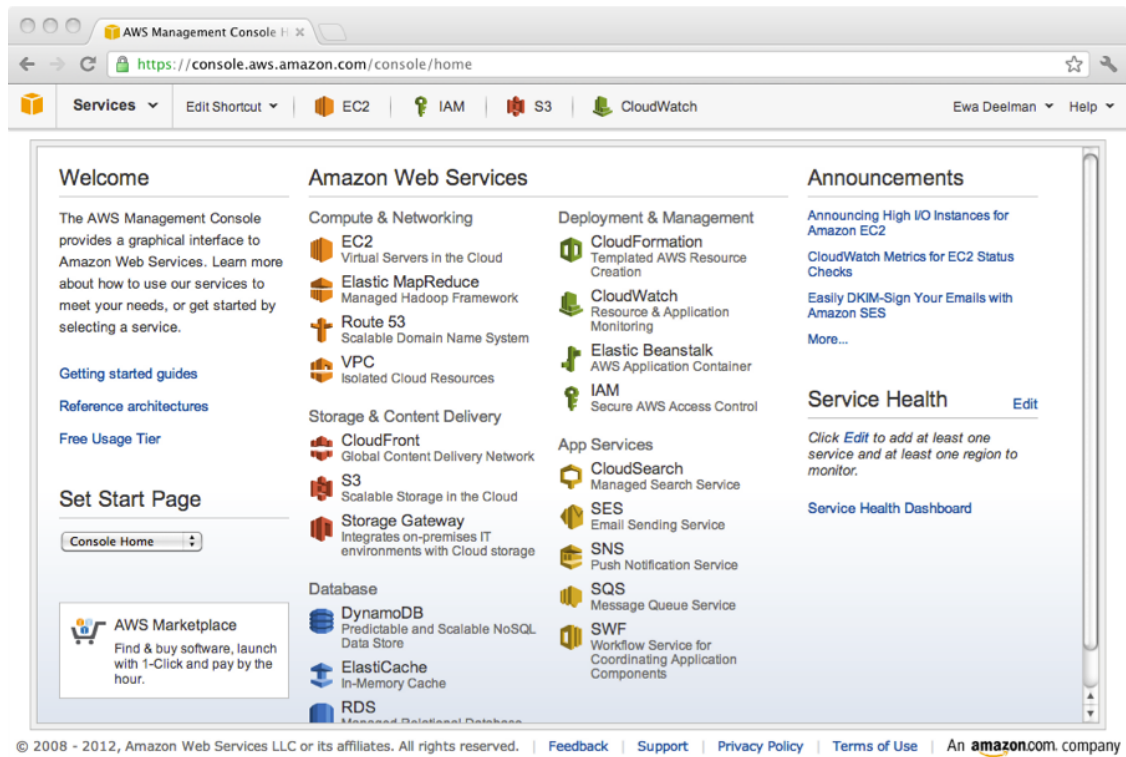 AWS Management Console H
https://console.aws.amazon.com/console/home
Services Edit Shortcut EC2 IAM S3 CloudWatch Ewa Deelman Help
Welcome
The AWS Management Console
provides a graphical interface to
Amazon Web Services. Learn more
about how to use our services to
meet your needs, or get started by
selecting a service.
Getting started guides
Reference architectures
Free Usage Tier
Set Start Page
Console Home
AWS Marketplace
Find & buy software, launch
with 1-Click and pay by the
hour.
Amazon Web Services
Compute & Networking
EC2
Virtual Servers in the Cloud
Elastic MapReduce
Managed Hadoop Framework
Route 53
Scalable Domain Name System
VPC
Isolated Cloud Resources
Storage & Content Delivery
CloudFront
Global Content Delivery Network
S3
Scalable Storage in the Cloud
Storage Gateway
Integrates on-premises IT
environments with Cloud storage
Database
DynamoDB
Predictable and Scalable NoSQL
Data Store
ElastiCache
In-Memory Cache
RDS
Managed Relational Database
Deployment & Management
CloudFormation
Templated AWS Resource
Creation
CloudWatch
Resource & Application
Monitoring
Elastic Beanstalk
AWS Application Container
IAM
Secure AWS Access Control
App Services
CloudSearch
Managed Search Service
SES
Email Sending Service
SNS
Push Notification Service
SQS
Message Queue Service
SWF
Workflow Service for
Coordinating Application
Components
Announcements
Announcing High I/O Instances for
Amazon EC2
CloudWatch Metrics for EC2 Status
Checks
Easily DKIM-Sign Your Emails with
Amazon SES
More...
Service Health Edit
Click Edit to add at least one
service and at least one region to
monitor.
Service Health Dashboard
© 2008 - 2012, Amazon Web Services LLC or its affiliates. All rights reserved. | Feedback | Support | Privacy Policy | Terms of Use | An amazon.com. company